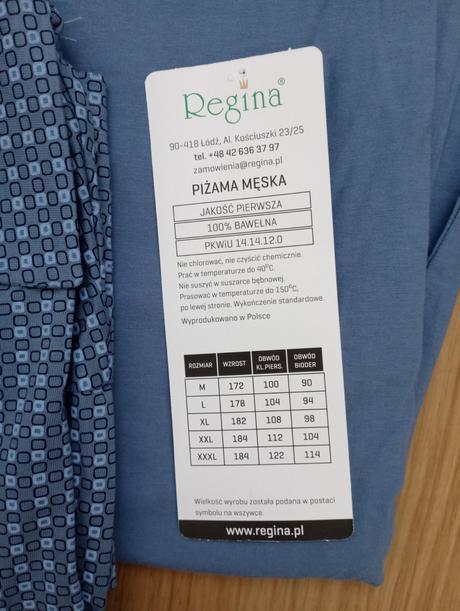 Regina®
90-418 Łódź, Al. Kościuszki 23/25
tel. +48 42 636 37 97
zamowienia@regina.pl
PIŻAMA MĘSKA
JAKOŚĆ PIERWSZA
100% BAWEŁNA
PKWiU 14.14.12.0
Nie chlorować, nie czyścić chemicznie.
Prać w temperaturze do 40°C.
Nie suszyć w suszarce bębnowej.
Prasować w temperaturze do 150°C,
po lewej stronie. Wykończenie standardowe.
Wyprodukowano w Polsce
ROZMIAR WZROST OBWÓD KL.PIERS. OBWÓD BIODER
M 172 100 90
L 178 104 94
XL 182 108 98
XXL 184 112 104
XXXL 184 122 114
Wielkość wyrobu została podana w postaci
symbolu na wszywce.
www.regina.pl